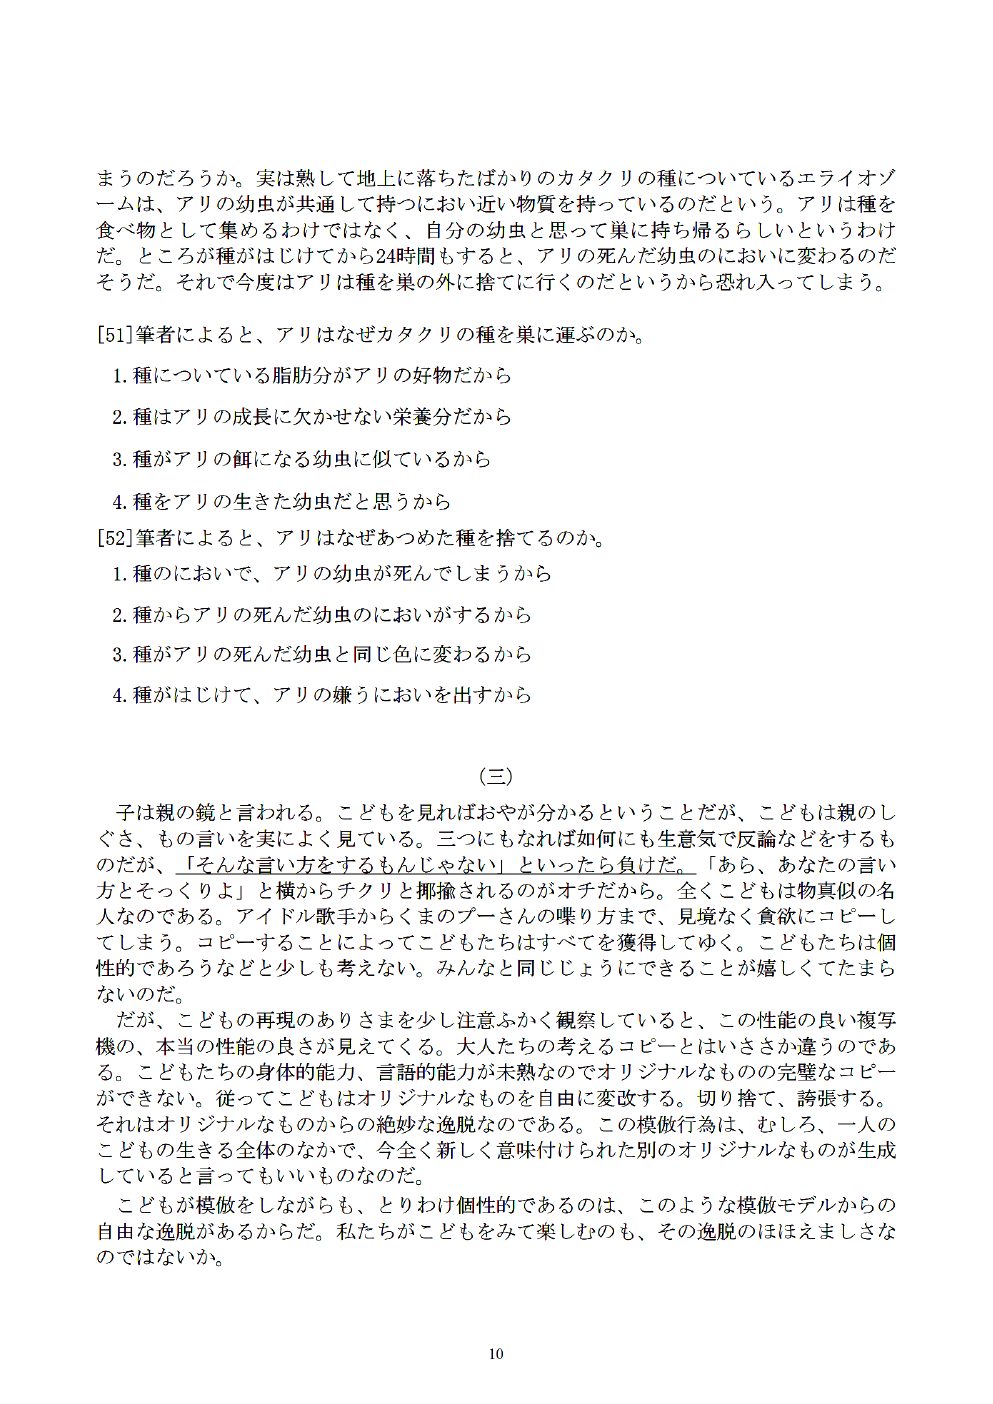 まうのだろうか。実は熟して地上に落ちたばかりのカタクリの種についているエライオゾ
ームは、アリの幼虫が共通して持つにおい近い物質を持っているのだという。アリは種を
食べ物として集めるわけではなく、自分の幼虫と思って巣に持ち帰るらしいというわけ
だ。ところが種がはじけてから24時間もすると、アリの死んだ幼虫のにおいに変わるのだ
そうだ。それで今度はアリは種を巣の外に捨てに行くのだというから恐れ入ってしまう。
[51]筆者によると、アリはなぜカタクリの種を巣に運ぶのか。
1.種についている脂肪分がアリの好物だから
2.種はアリの成長に欠かせない栄養分だから
3.種がアリの餌になる幼虫に似ているから
4.種をアリの生きた幼虫だと思うから
[52]筆者によると、アリはなぜあつめた種を捨てるのか。
1.種のにおいで、アリの幼虫が死んでしまうから
2.種からアリの死んだ幼虫のにおいがするから
3.種がアリの死んだ幼虫と同じ色に変わるから
4.種がはじけて、アリの嫌うにおいを出すから
(三)
子は親の鏡と言われる。こどもを見ればおやが分かるということだが、こどもは親のし
ぐさ、もの言いを実によく見ている。三つにもなれば如何にも生意気で反論などをするも
のだが、「そんな言い方をするもんじゃない」といったら負けだ。「あら、あなたの言い
方とそっくりよ」と横からチクリと揶揄されるのがオチだから。全くこどもは物真似の名
人なのである。アイドル歌手からくまのプーさんの喋り方まで、見境なく貪欲にコピーし
てしまう。コピーすることによってこどもたちはすべてを獲得してゆく。こどもたちは個
性的であろうなどと少しも考えない。みんなと同じじょうにできることが嬉しくてたまら
ないのだ。
だが、こどもの再現のありさまを少し注意ふかく観察していると、この性能の良い複写
機の、本当の性能の良さが見えてくる。大人たちの考えるコピーとはいささか違うのであ
る。こどもたちの身体的能力、言語的能力が未熟なのでオリジナルなものの完璧なコピー
ができない。従ってこどもはオリジナルなものを自由に変改する。切り捨て、誇張する。
それはオリジナルなものからの絶妙な逸脱なのである。この模倣行為は、むしろ、一人の
こどもの生きる全体のなかで、今全く新しく意味付けられた別のオリジナルなものが生成
していると言ってもいいものなのだ。
こどもが模倣をしながらも、とりわけ個性的であるのは、このような模倣モデルからの
自由な逸脱があるからだ。私たちがこどもをみて楽しむのも、その逸脱のほほえましさな
のではないか。
10